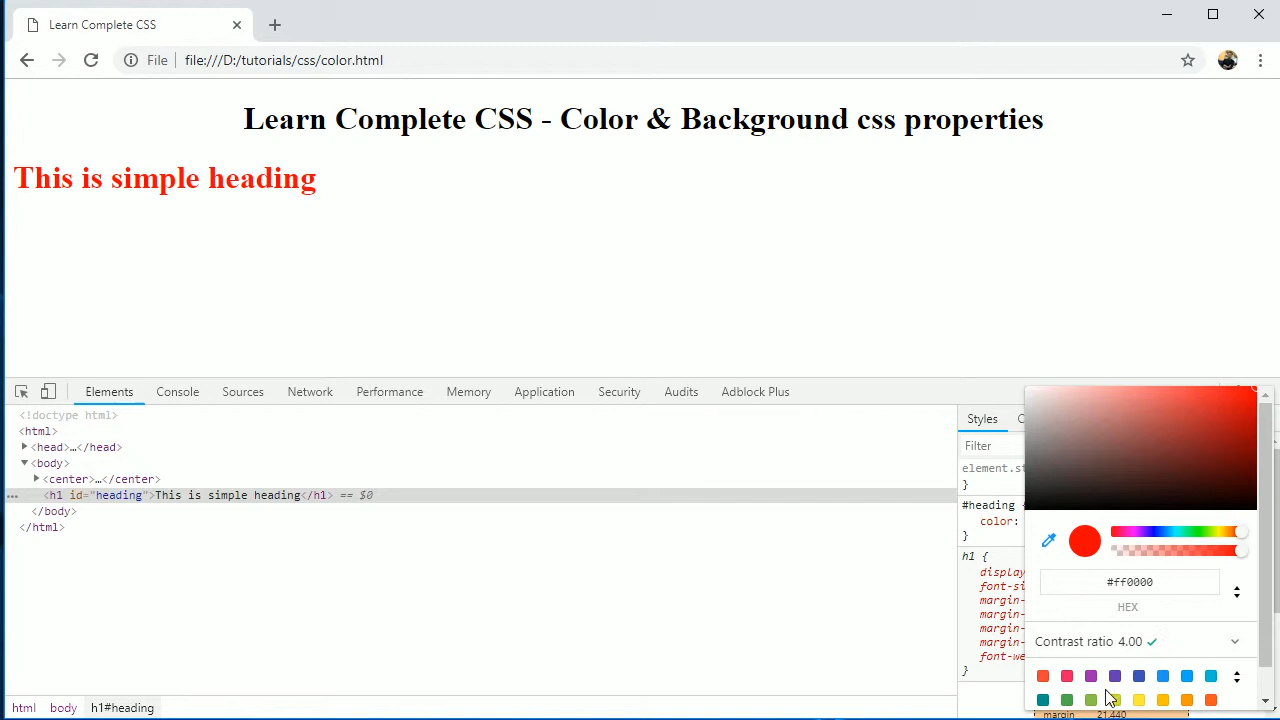 Learn Complete CSS
File file:///D:/tutorials/css/color.html
Learn Complete CSS - Color & Background css properties
This is simple heading
Elements Console Sources Network Performance Memory Application Security Audits Adblock Plus
<!doctype html>
<html>
<head>…</head>
<body>
<center>…</center>
<h1 id="heading">This is simple heading</h1> == $0
</body>
</html>
html body h1#heading
Styles
Filter
element.st
}
#heading {
color:
}
h1 {
display
font-si
margin-
margin-
margin-
margin-
font-we
}
#ff0000
HEX
Contrast ratio 4.00
margin 21.440